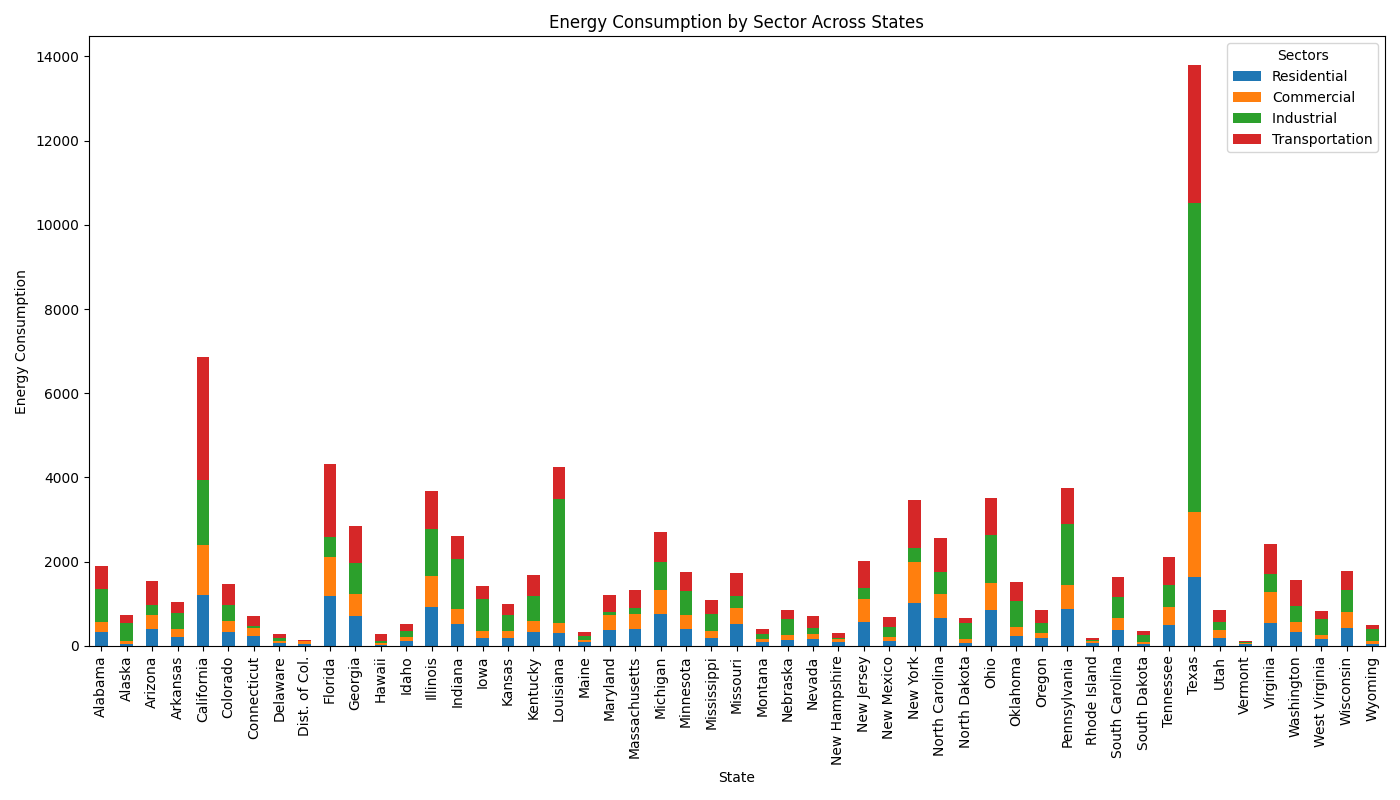 Energy Consumption by Sector Across States
Sectors
Residential
Commercial
Industrial
Transportation
14000
12000
10000
8000
6000
4000
2000
0
Energy Consumption
Alabama
Alaska
Arizona
Arkansas
California
Colorado
Connecticut
Delaware
Dist. of Col.
Florida
Georgia
Hawaii
Idaho
Illinois
Indiana
Iowa
Kansas
Kentucky
Louisiana
Maine
Maryland
Massachusetts
Michigan
Minnesota
Mississippi
Missouri
Montana
Nebraska
Nevada
New Hampshire
New Jersey
New Mexico
New York
North Carolina
North Dakota
Ohio
Oklahoma
Oregon
Pennsylvania
Rhode Island
South Carolina
South Dakota
Tennessee
Texas
Utah
Vermont
Virginia
Washington
West Virginia
Wisconsin
Wyoming
State